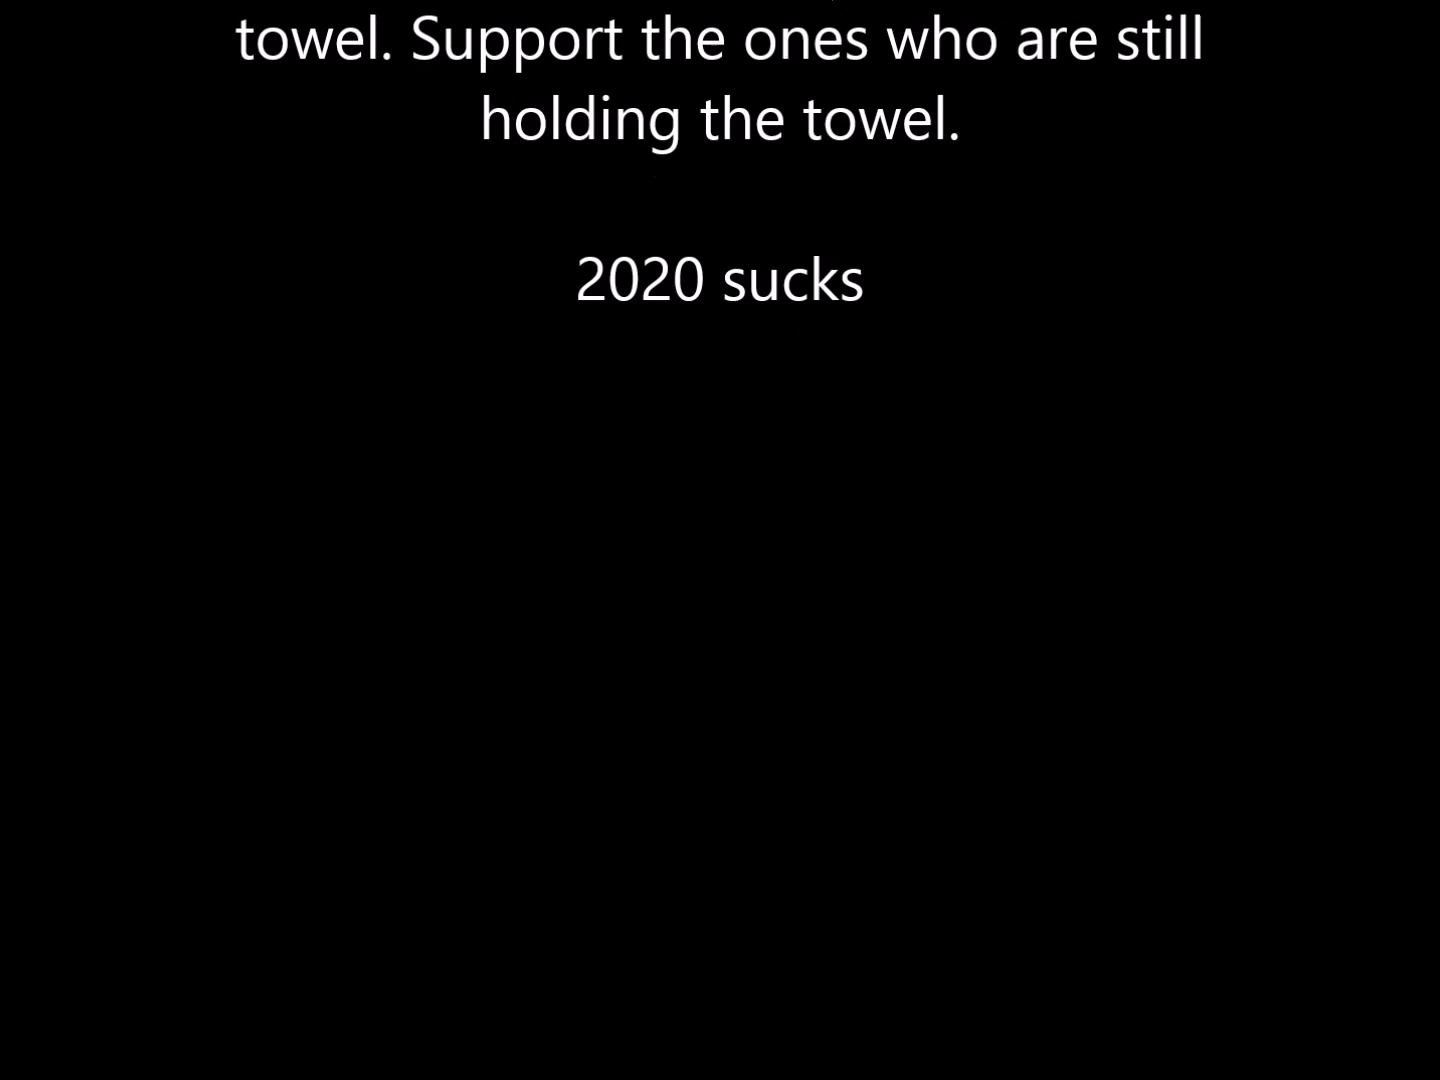 towel. Support the ones who are still
holding the towel.
2020 sucks